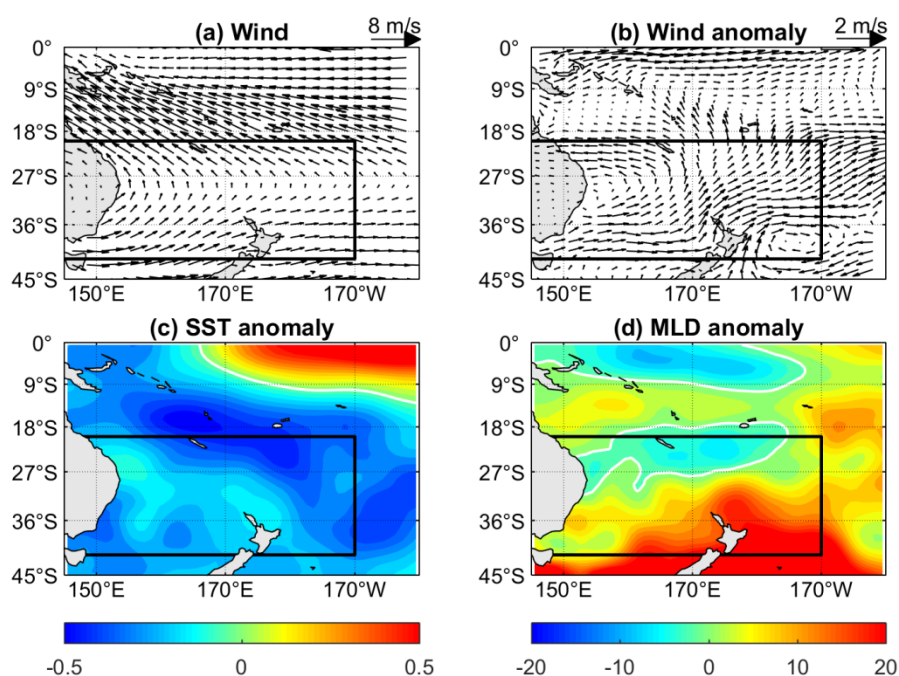 (a) Wind
8 m/s
(b) Wind anomaly
2 m/s
0°
9°S
18°S
27°S
36°S
45°S
150°E
170°E
170°W
0°
9°S
18°S
27°S
36°S
45°S
150°E
170°E
170°W
(c) SST anomaly
(d) MLD anomaly
0°
9°S
18°S
27°S
36°S
45°S
150°E
170°E
170°W
0°
9°S
18°S
27°S
36°S
45°S
150°E
170°E
170°W
-0.5
0
0.5
-20
-10
0
10
20